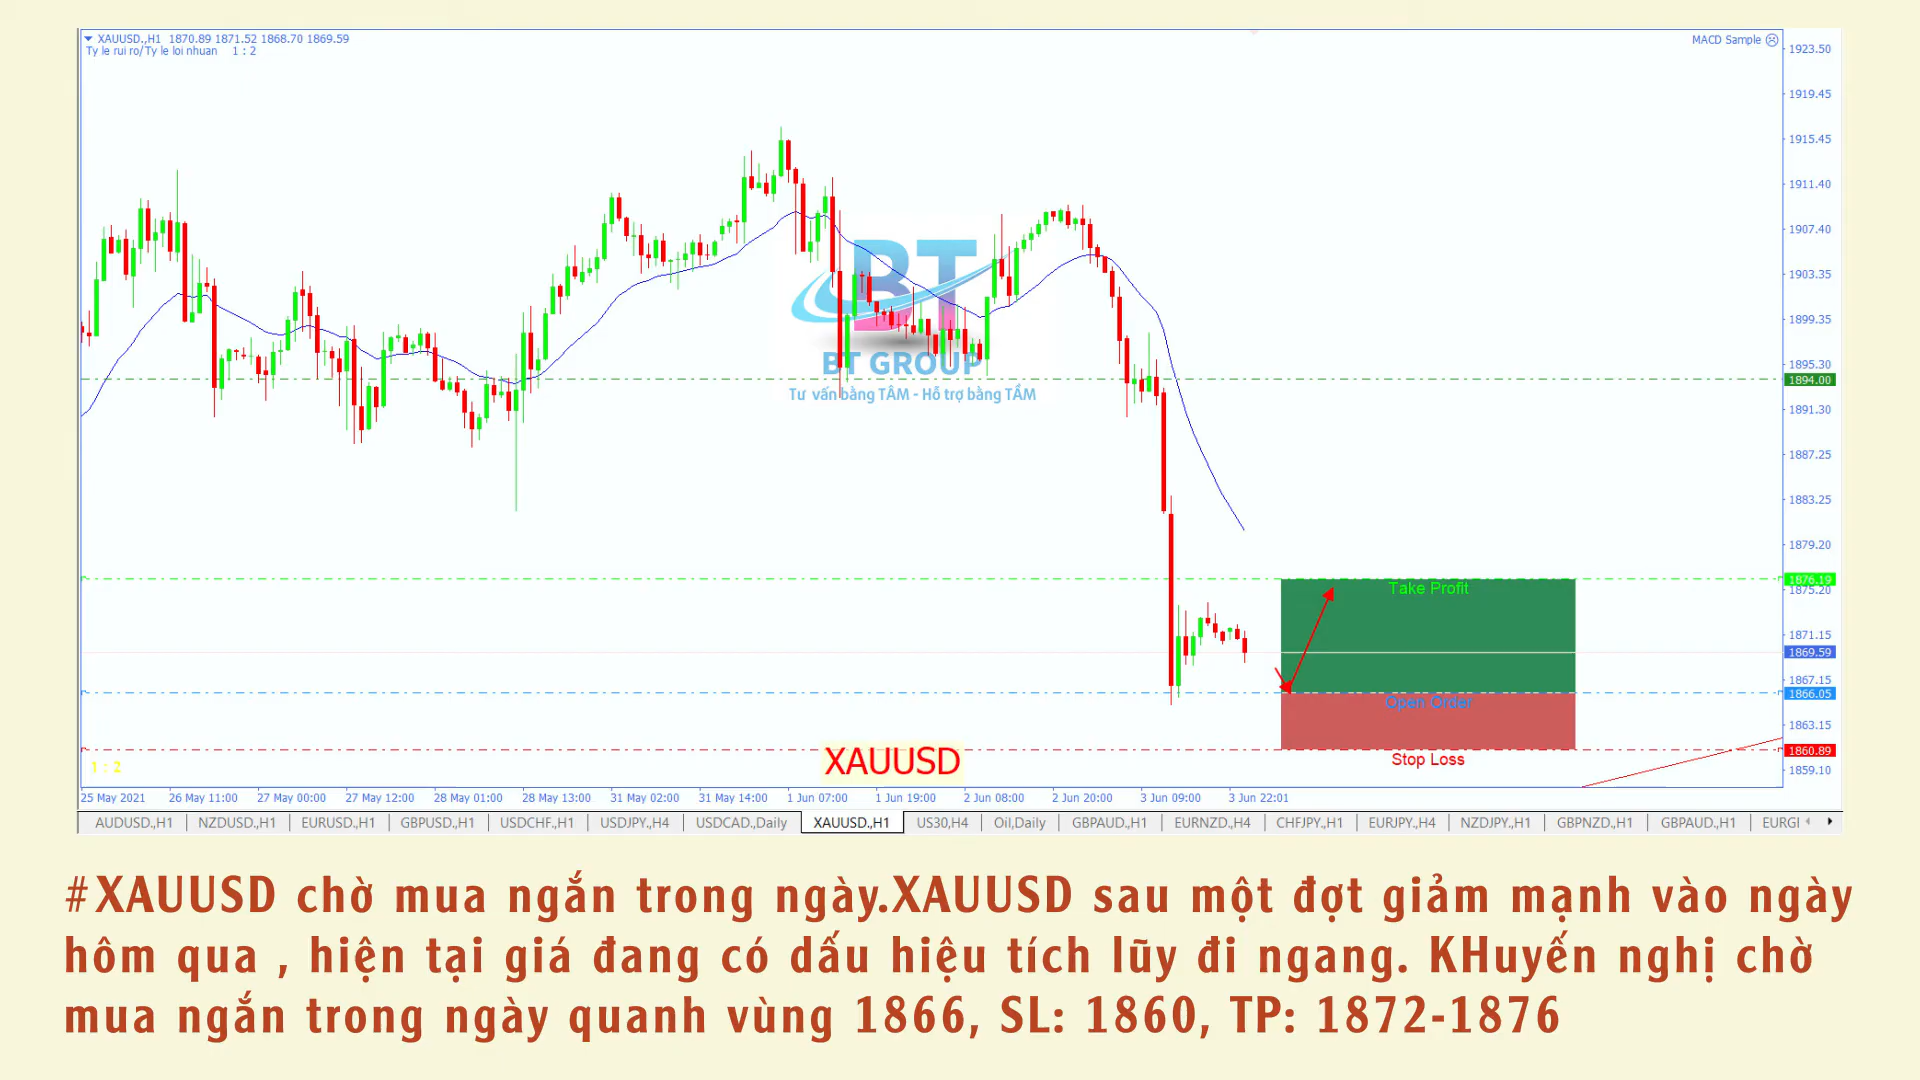 XAUUSD.,H1 1870.89 1871.52 1868.70 1869.59
Ty le rui ro/Ty le loi nhuan 1 : 2
MACD Sample
1923.50
1919.45
1915.45
1911.40
1907.40
1903.35
1899.35
1895.30
1894.00
1891.30
1887.25
1883.25
1879.20
1876.19
1875.20
1871.15
1869.59
1867.15
1866.05
1863.15
1860.89
1859.10
BT
BT GROUP
Tư vấn bằng TÂM - Hỗ trợ bằng TẦM
Take Profit
Open Order
Stop Loss
XAUUSD
1 : 2
25 May 2021 26 May 11:00 27 May 00:00 27 May 12:00 28 May 01:00 28 May 13:00 31 May 02:00 31 May 14:00 1 Jun 07:00 1 Jun 19:00 2 Jun 08:00 2 Jun 20:00 3 Jun 09:00 3 Jun 22:01
AUDUSD.,H1 NZDUSD.,H1 EURUSD.,H1 GBPUSD.,H1 USDCHF.,H1 USDJPY.,H4 USDCAD.,Daily XAUUSD.,H1 US30,H4 Oil,Daily GBPAUD.,H1 EURNZD.,H4 CHFJPY.,H1 EURJPY.,H4 NZDJPY.,H1 GBPNZD.,H1 GBPAUD.,H1 EURGI
#XAUUSD chờ mua ngắn trong ngày.XAUUSD sau một đợt giảm mạnh vào ngày
hôm qua , hiện tại giá đang có dấu hiệu tích lũy đi ngang. KHuyến nghị chờ
mua ngắn trong ngày quanh vùng 1866, SL: 1860, TP: 1872-1876